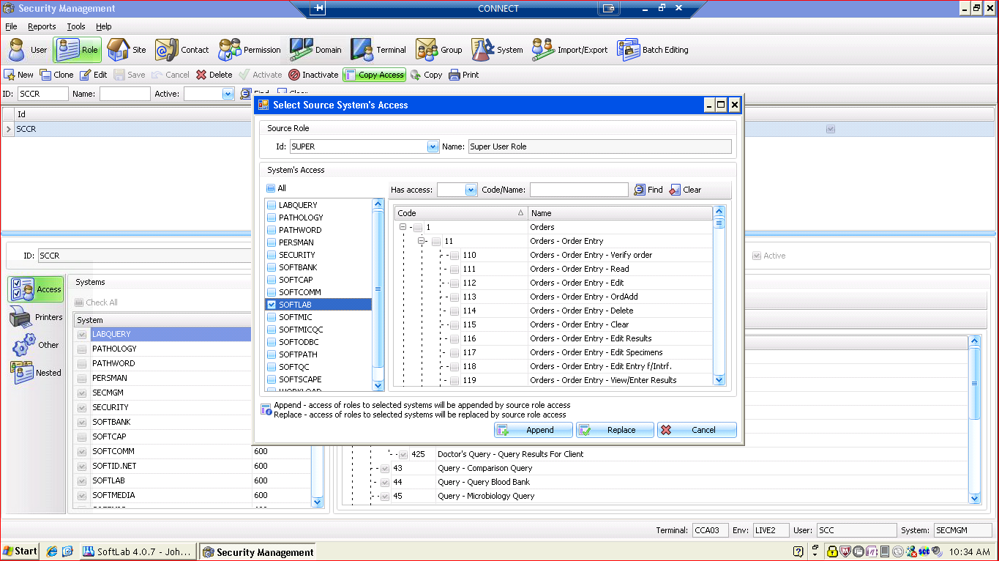 Security Management
CONNECT
File Reports Tools Help
User Role Site Contact Permission Domain Terminal Group System Import/Export Batch Editing
New Clone Edit Save Cancel Delete Activate Inactivate Copy Access Copy Print
ID: SCCR Name: Active: Find Clear
Id
SCCR
Select Source System's Access
Source Role
Id: SUPER Name: Super User Role
System's Access
All
Has access: Code/Name: Find Clear
LABQUERY
PATHOLOGY
PATHWORD
PERSMAN
SECURITY
SOFTBANK
SOFTCAP
SOFTCOMM
SOFTLAB
SOFTMIC
SOFTMICQC
SOFTODBC
SOFTPATH
SOFTQC
SOFTSCAPE
WORKLOAD
Code Name
1 Orders
11 Orders - Order Entry
110 Orders - Order Entry - Verify order
111 Orders - Order Entry - Read
112 Orders - Order Entry - Edit
113 Orders - Order Entry - OrdAdd
114 Orders - Order Entry - Delete
115 Orders - Order Entry - Clear
116 Orders - Order Entry - Edit Results
117 Orders - Order Entry - Edit Specimens
118 Orders - Order Entry - Edit Entry f/Intrf.
119 Orders - Order Entry - View/Enter Results
Append - access of roles to selected systems will be appended by source role access
Replace - access of roles to selected systems will be replaced by source role access
Append Replace Cancel
ID: SCCR
Active
Access
Printers
Other
Nested
Systems
Check All
System
LABQUERY
PATHOLOGY
PATHWORD
PERSMAN
SECMGM
SECURITY
SOFTBANK
SOFTCAP
SOFTCOMM 600
SOFTID.NET 600
SOFTLAB 600
SOFTMEDIA 600
425 Doctor's Query - Query Results For Client
43 Query - Comparison Query
44 Query - Query Blood Bank
45 Query - Microbiology Query
Terminal: CCA03 Env: LIVE2 User: SCC System: SECMGM
Start SoftLab 4.0.7 - Joh... Security Management scc 10:34 AM